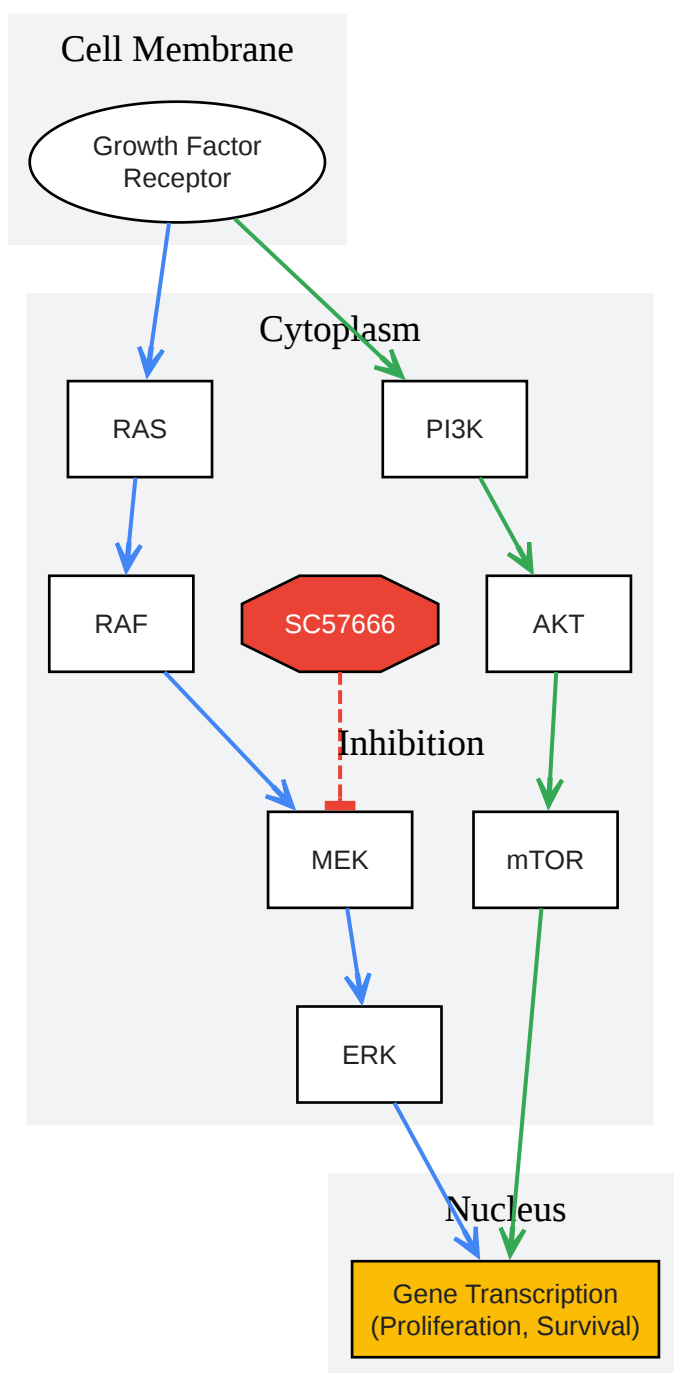 Cell Membrane
Growth Factor
Receptor
Cytoplasm
RAS
PI3K
RAF
SC57666
AKT
Inhibition
MEK
mTOR
ERK
Nucleus
Gene Transcription
(Proliferation, Survival)